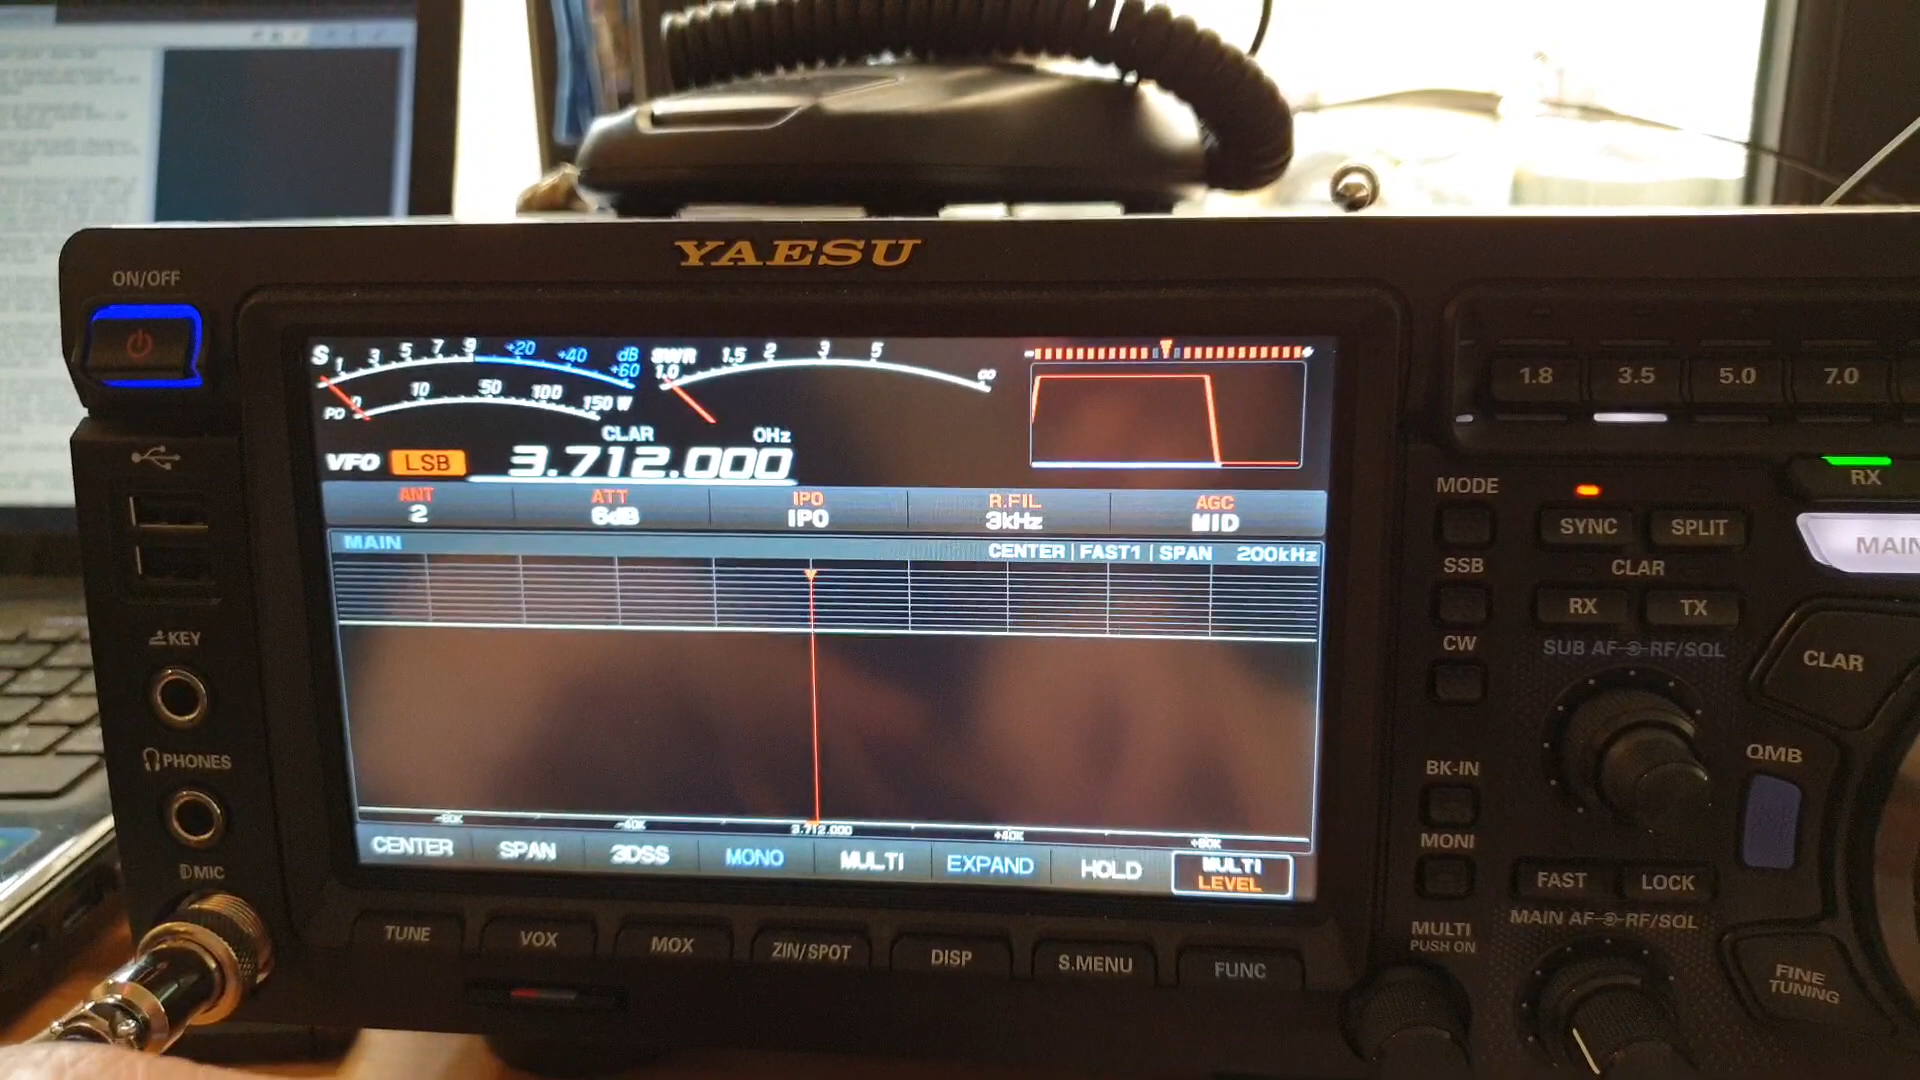 YAESU
ON/OFF
S 1 3 5 7 9 +20 +40 dB +60
PO 0 10 50 100 150 W
SWR 1.0 1.5 2 3 5 ∞
CLAR 0Hz
VFO LSB 3.712.000
ANT 2
ATT 6dB
IPO IPO
R.FIL 3kHz
AGC MID
MAIN CENTER | FAST1 | SPAN 200kHz
-80K -40K 3.712.000 +40K +80K
CENTER SPAN 3DSS MONO MULTI EXPAND HOLD MULTI LEVEL
KEY
PHONES
MIC
TUNE VOX MOX ZIN/SPOT DISP S.MENU FUNC
1.8 3.5 5.0 7.0
RX
MAIN
MODE
SYNC SPLIT
SSB
CLAR
RX TX
CW
SUB AF RF/SQL
CLAR
QMB
BK-IN
MONI
FAST LOCK
MAIN AF RF/SQL
MULTI
PUSH ON
FINE
TUNING